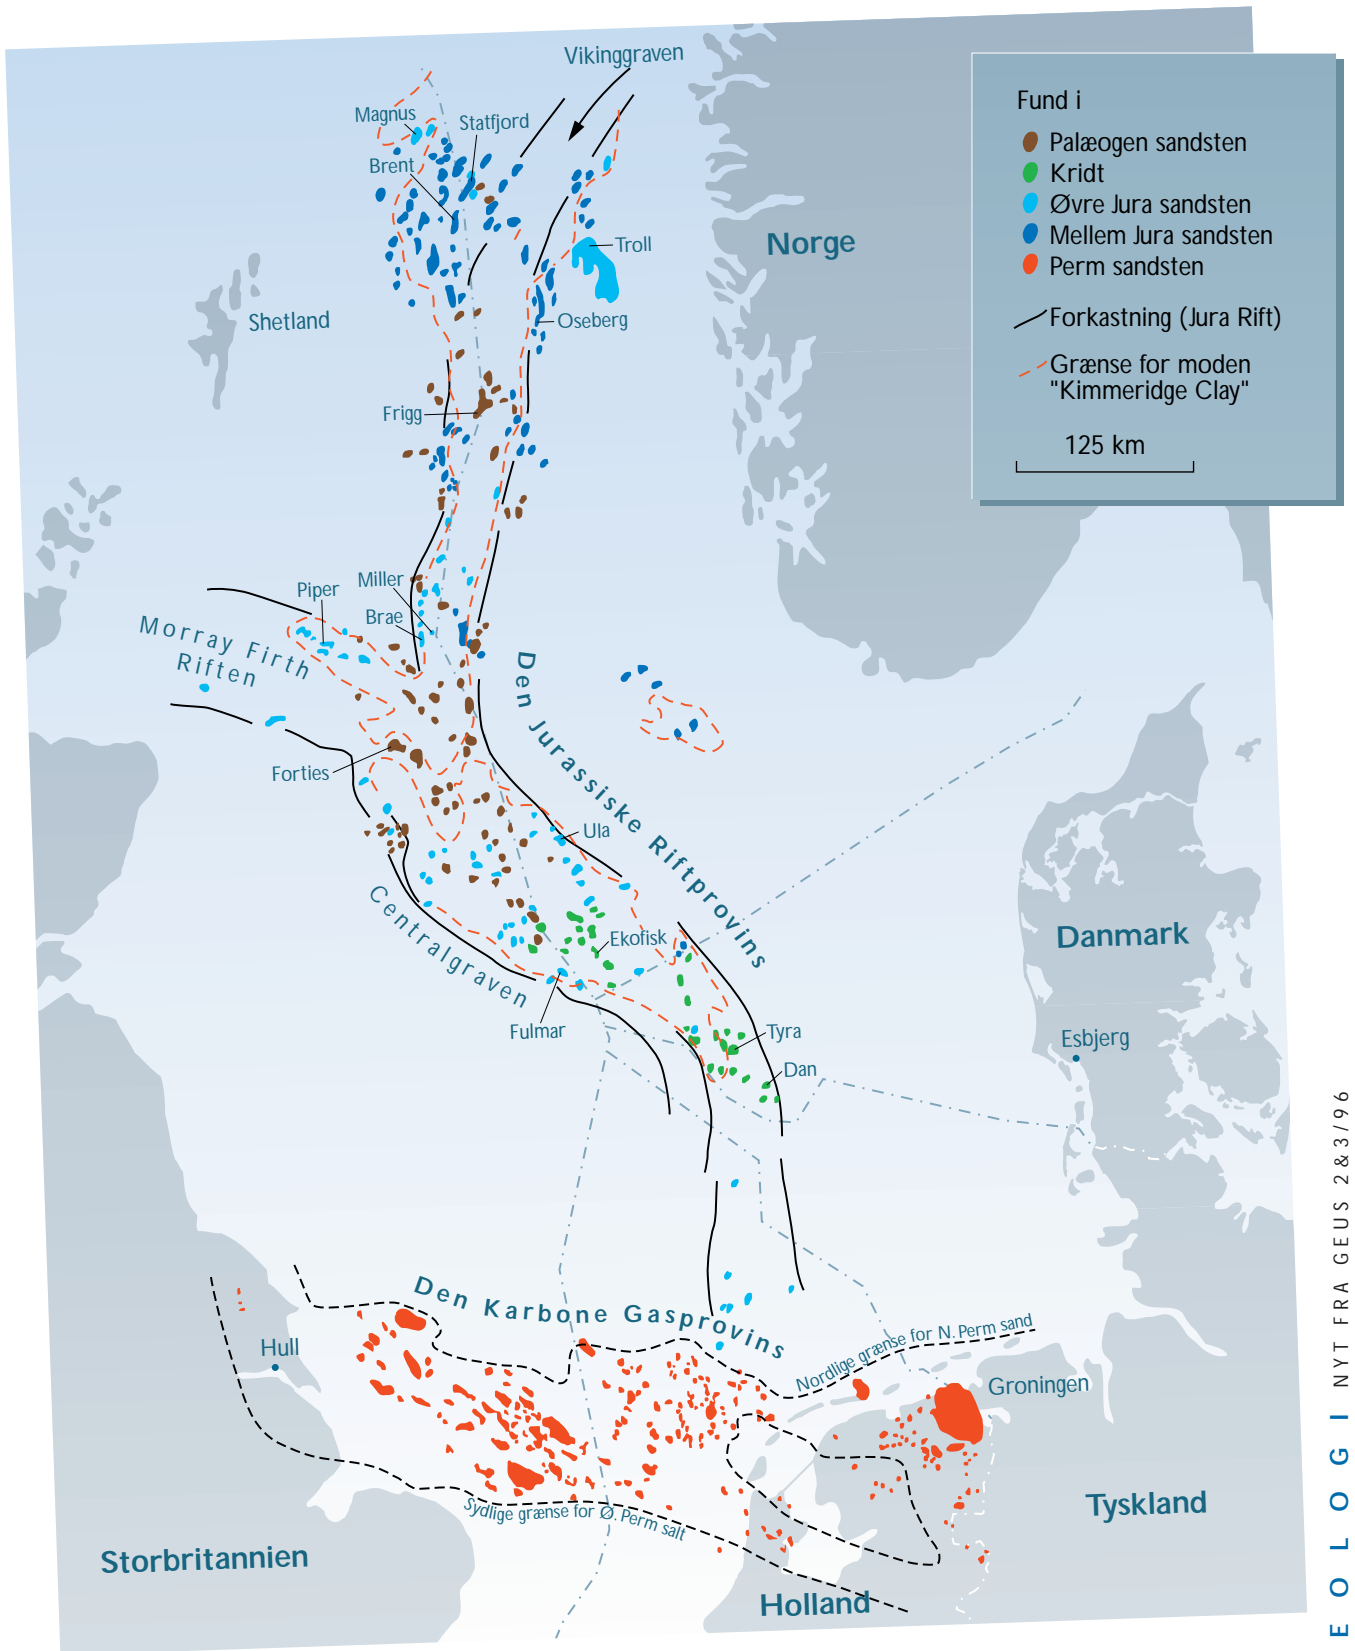 Vikinggraven
Magnus
Statfjord
Brent
Norge
Troll
Shetland
Oseberg
Frigg
Fund i
Palæogen sandsten
Kridt
Øvre Jura sandsten
Mellem Jura sandsten
Perm sandsten
Forkastning (Jura Rift)
Grænse for moden
"Kimmeridge Clay"
125 km
Piper
Miller
Brae
Morray Firth
Riften
Den Jurassiske Riftprovins
Forties
Ula
Centralgraven
Ekofisk
Fulmar
Tyra
Dan
Danmark
Esbjerg
Den Karbone Gasprovins
Hull
Nordlige grænse for N. Perm sand
Groningen
Sydlige grænse for Ø. Perm salt
Tyskland
Storbritannien
Holland
EOLOGI NYT FRA GEUS 2&3/96